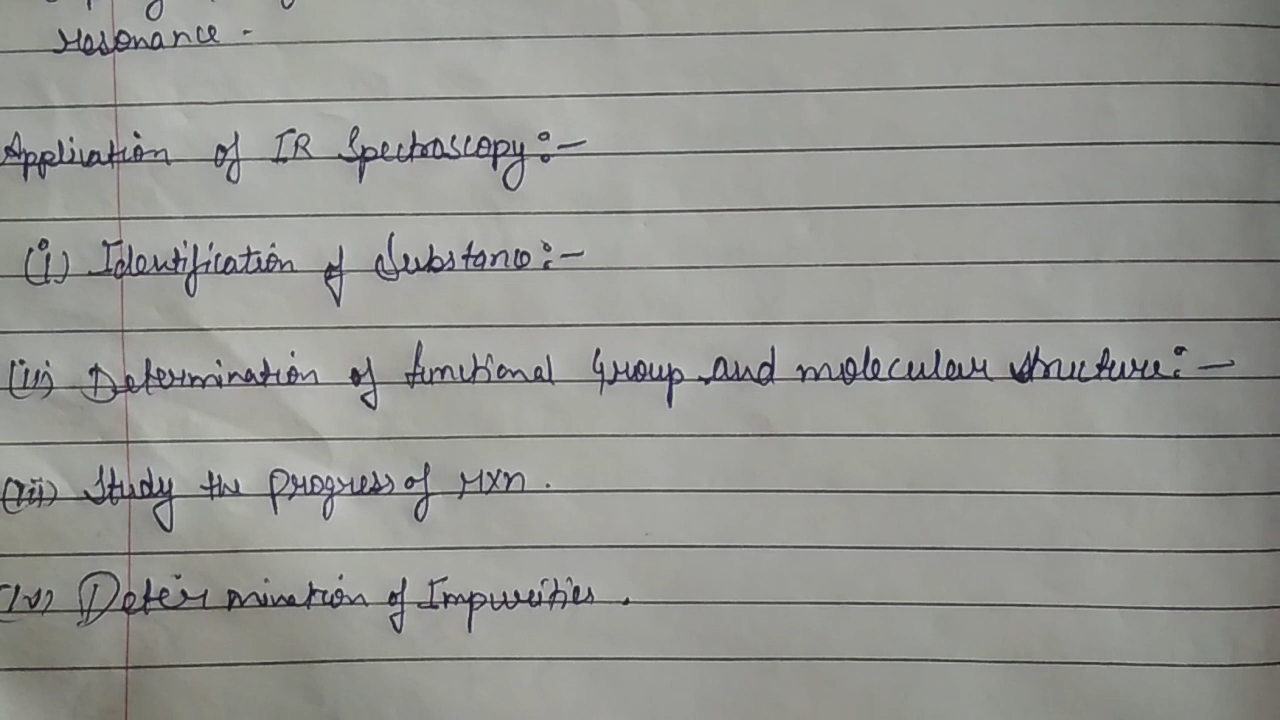 resonance -
Application of IR Spectroscopy:-
(i) Identification of Substance:-
(ii) Determination of functional Group and molecular structure:-
(iii) Study the progress of rxn.
(iv) Determination of Impurities.